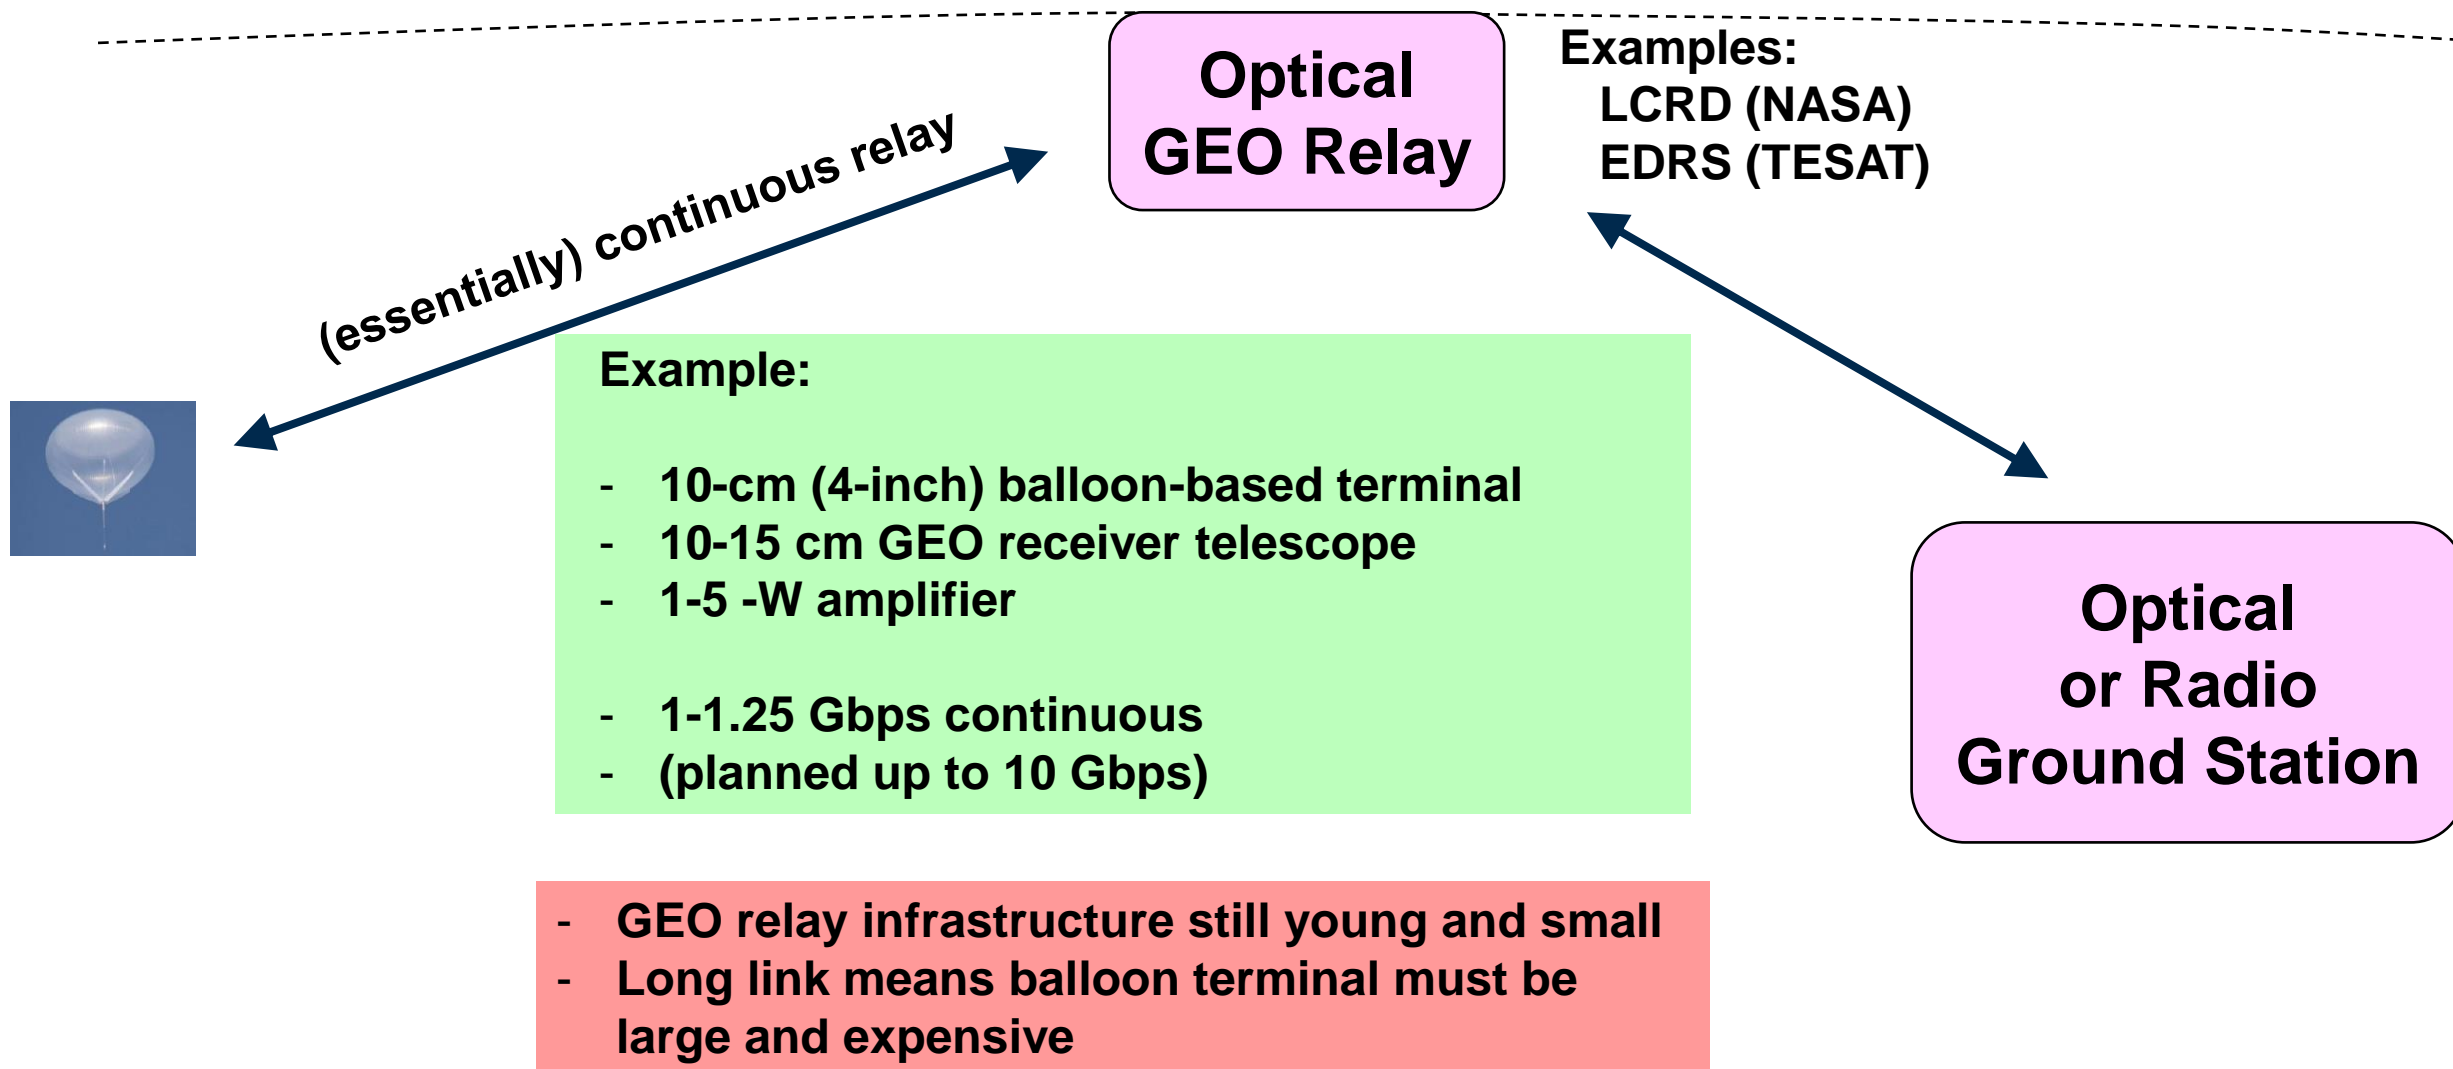 Optical
GEO Relay
Examples:
LCRD (NASA)
EDRS (TESAT)
(essentially) continuous relay
Example:
- 10-cm (4-inch) balloon-based terminal
- 10-15 cm GEO receiver telescope
- 1-5 -W amplifier
- 1-1.25 Gbps continuous
- (planned up to 10 Gbps)
Optical
or Radio
Ground Station
- GEO relay infrastructure still young and small
- Long link means balloon terminal must be
large and expensive